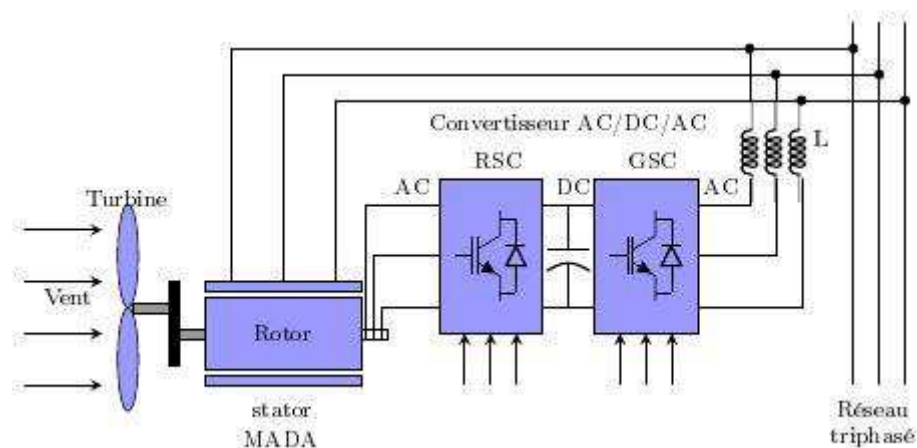 Convertisseur AC/DC/AC
L
RSC
GSC
AC
DC
AC
Turbine
Vent
Rotor
stator
MADA
Réseau
triphasé